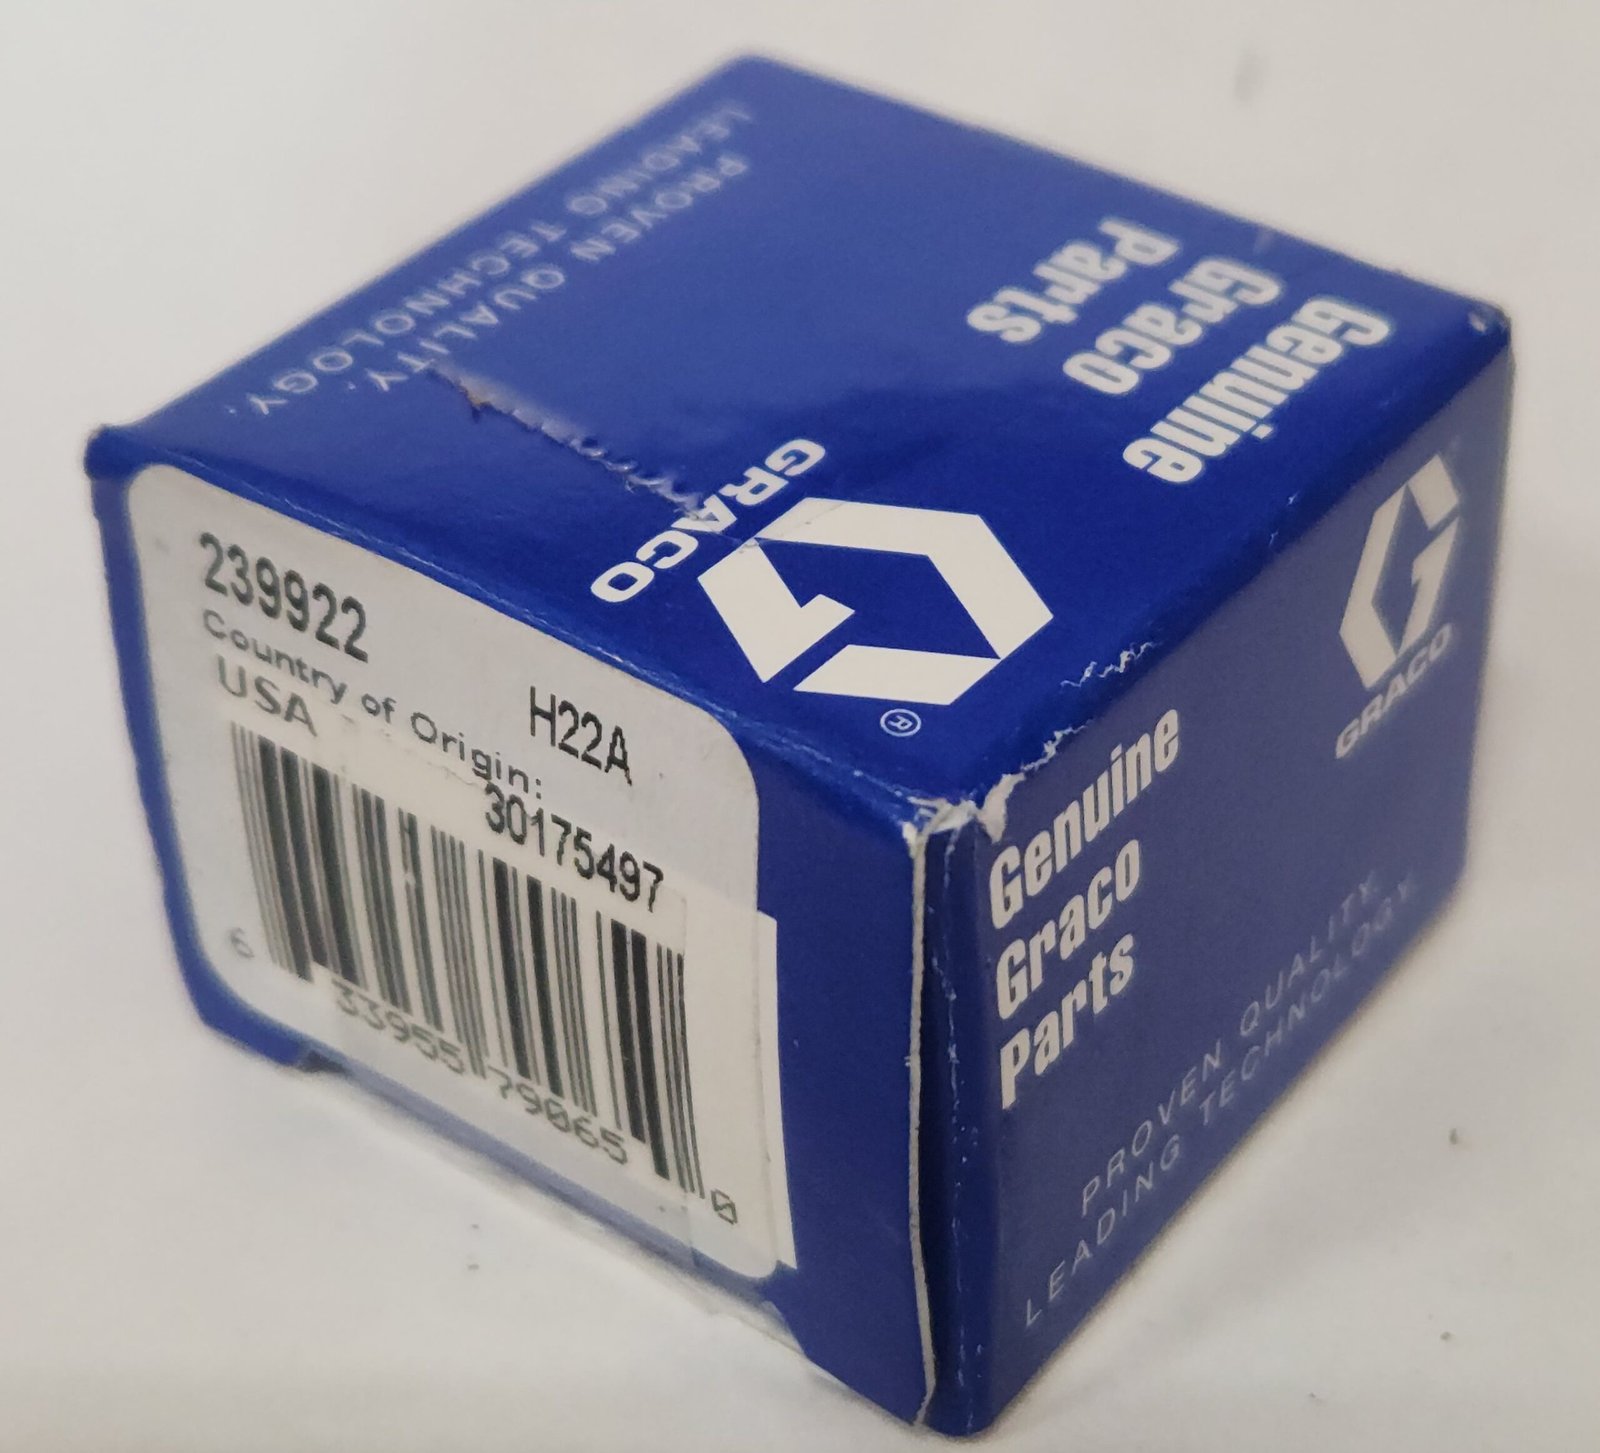 PROVEN QUALITY.
LEADING TECHNOLOGY.
Genuine
Graco
Parts
GRACO
®
239922
Country of Origin:
USA
H22A
30175497
6 33955 79065 0
GRACO
Genuine
Graco
Parts
PROVEN QUALITY.
LEADING TECHNOLOGY.